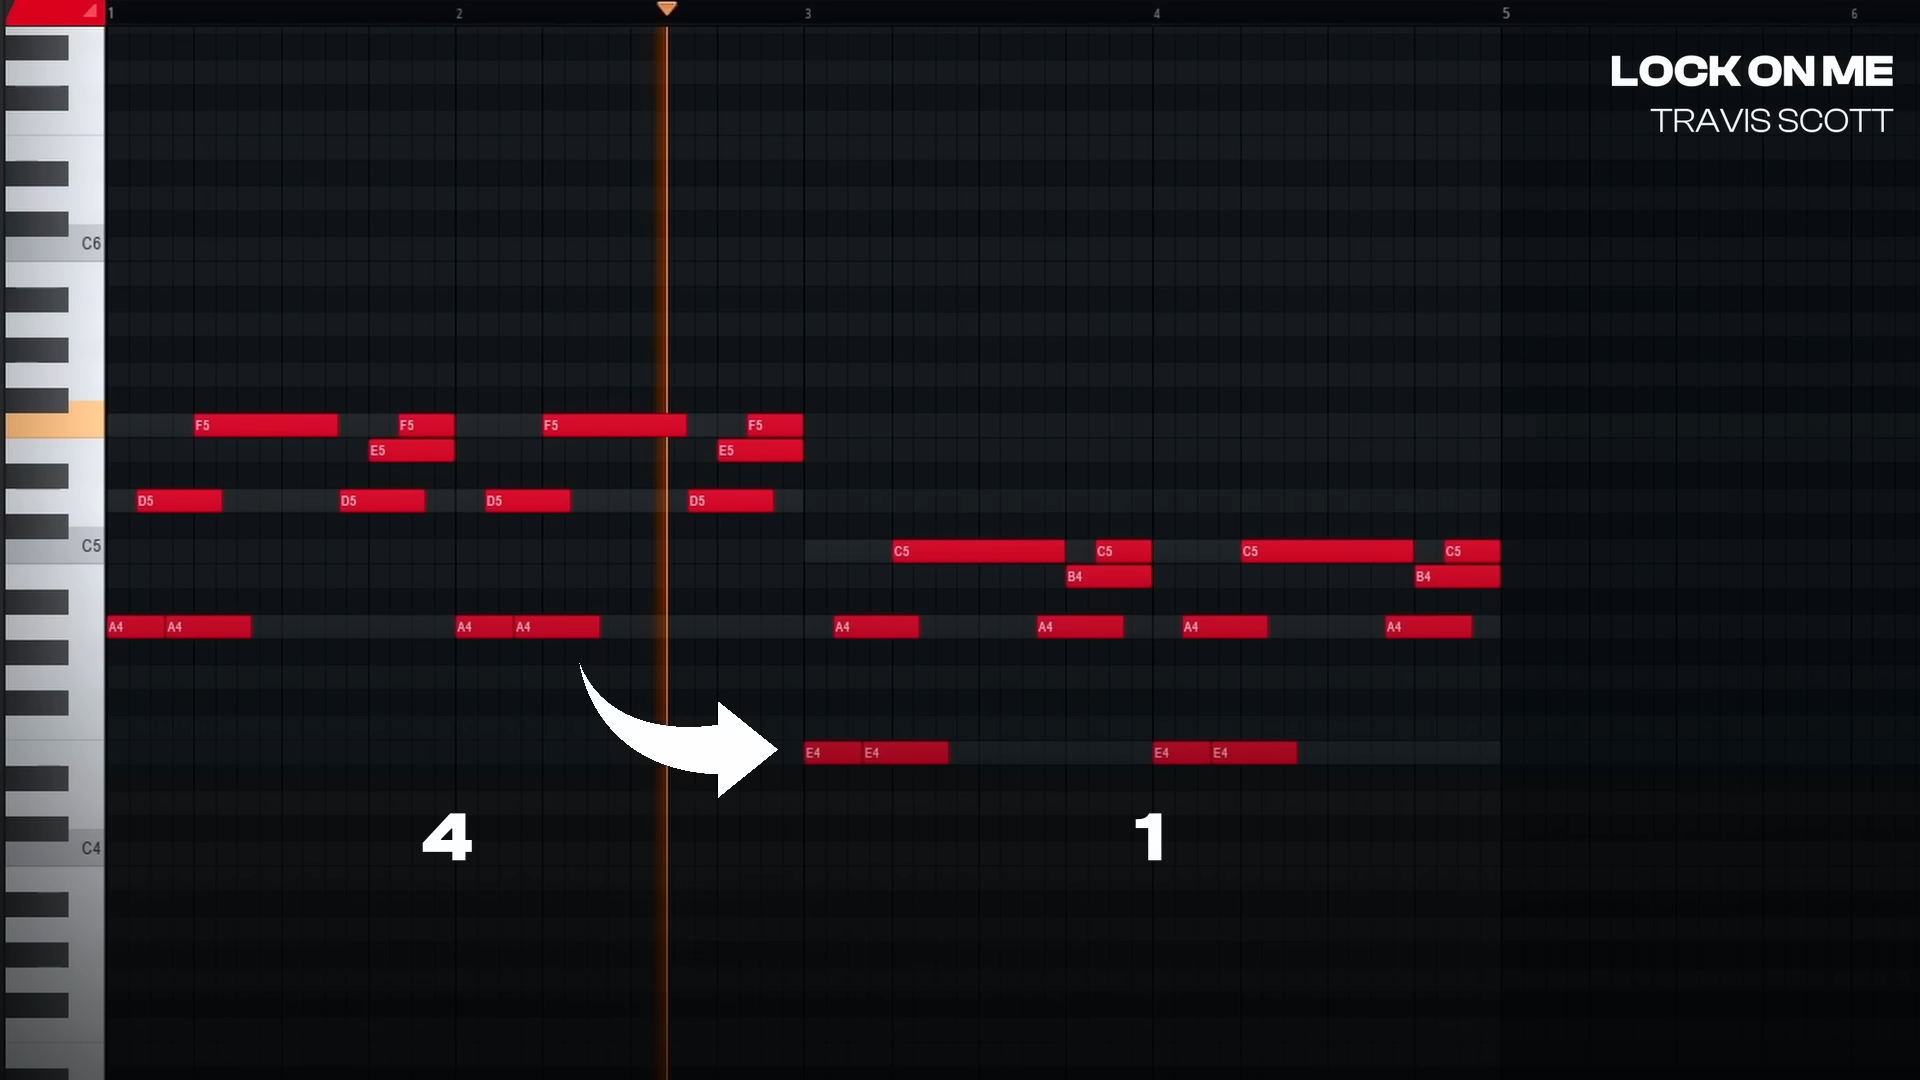 1 2 3 4 5 6
LOCK ON ME
TRAVIS SCOTT
C6
F5 F5 F5 F5
E5 E5
D5 D5 D5 D5
C5 C5 C5 C5 C5
B4 B4
A4 A4 A4 A4 A4 A4 A4 A4
E4 E4 E4 E4
4 1
C4